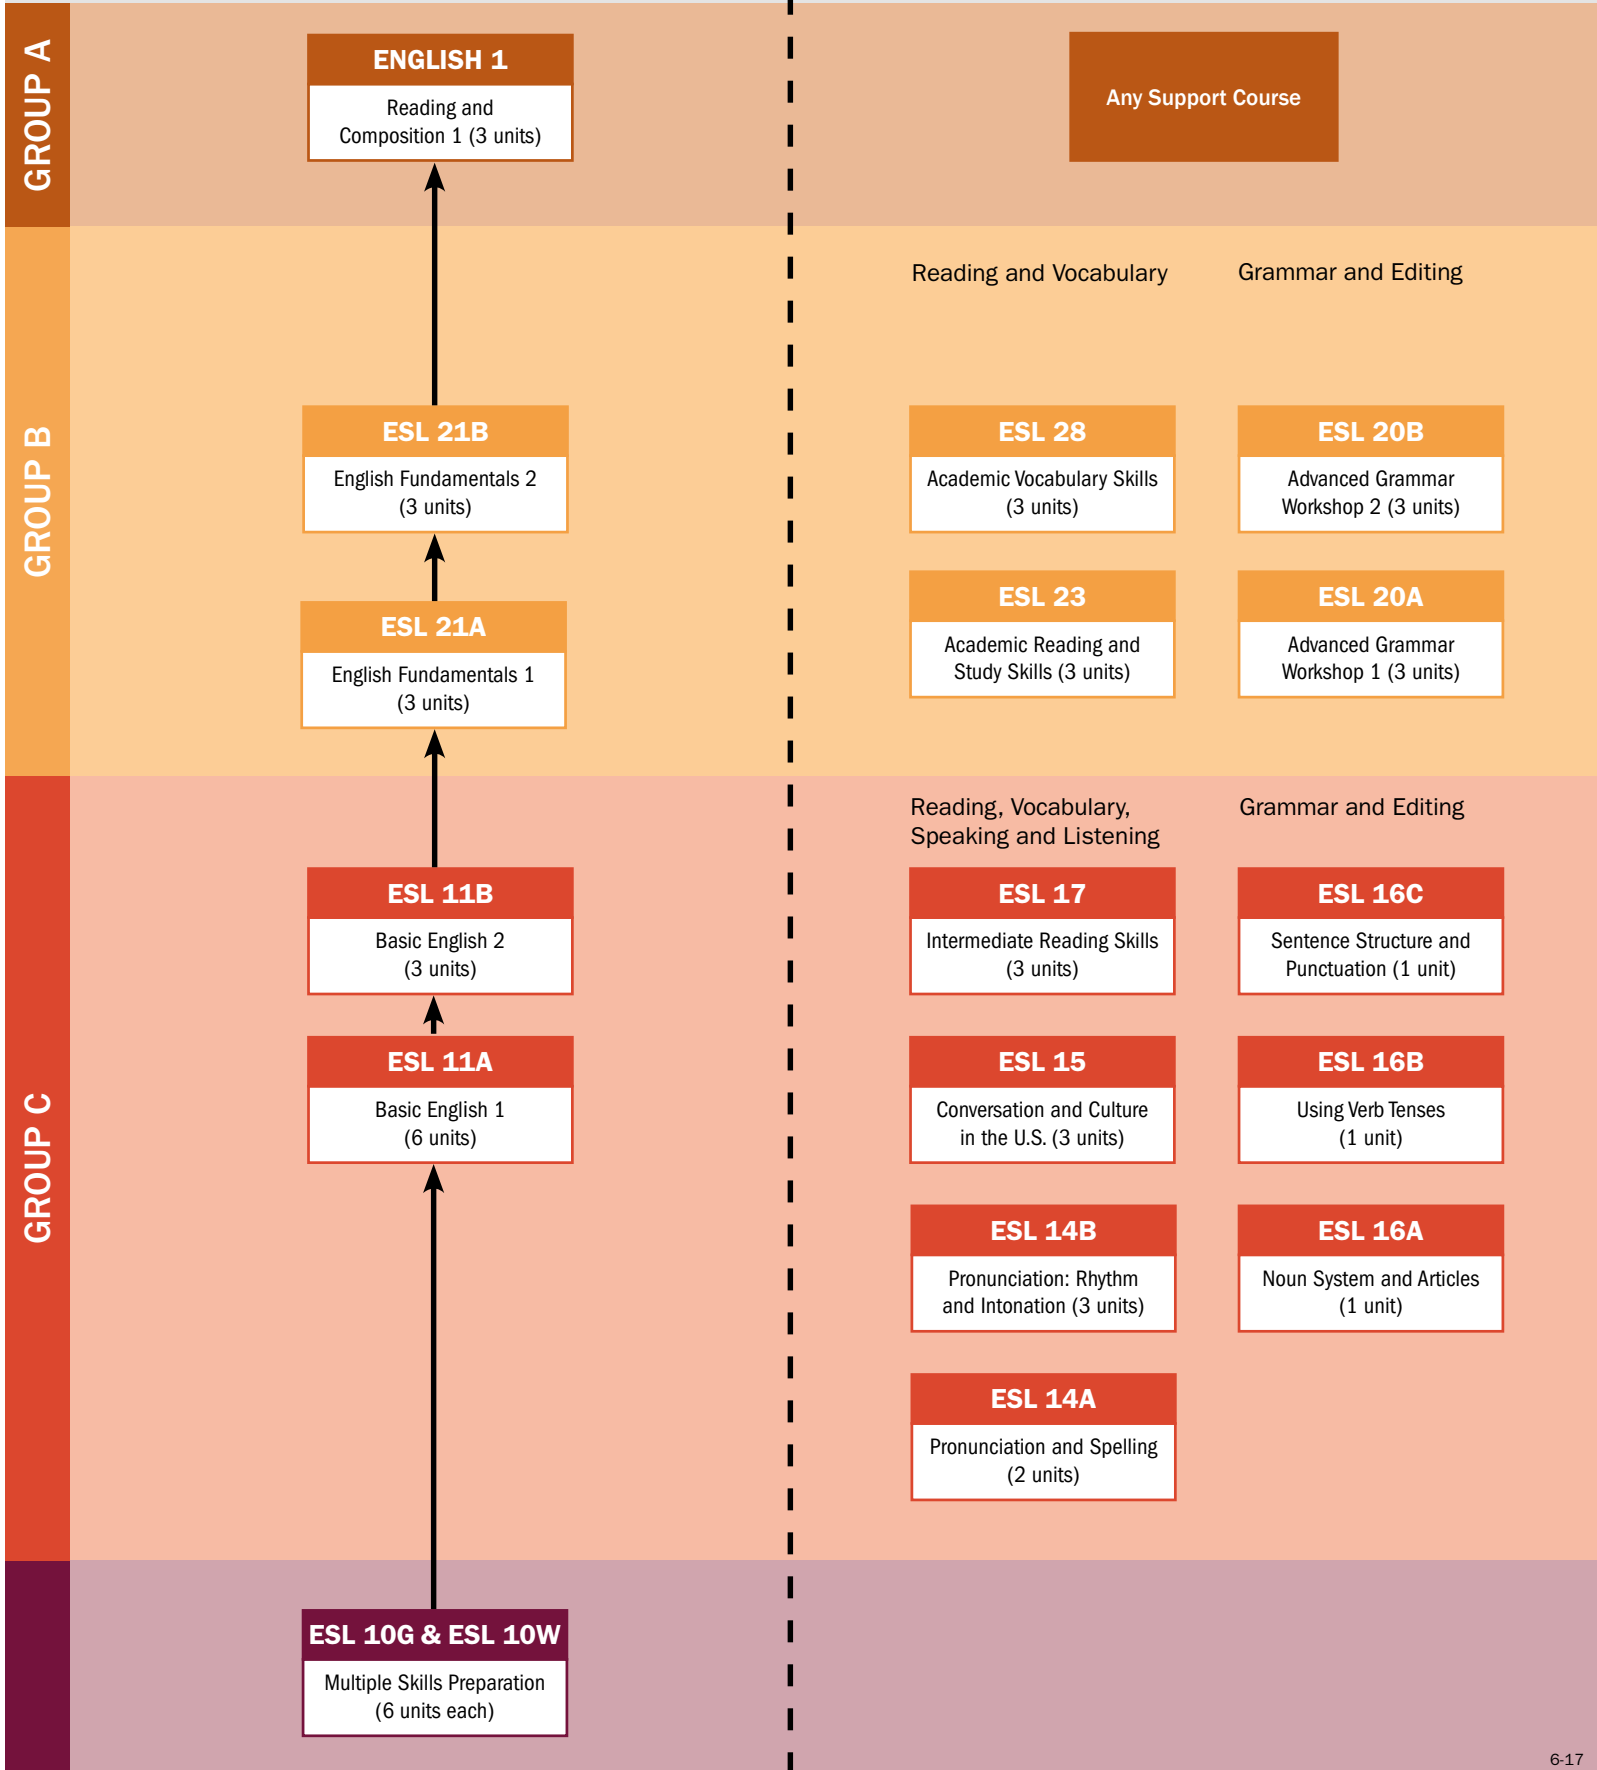 GROUP A
ENGLISH 1
Reading and
Composition 1 (3 units)
Any Support Course
GROUP B
Reading and Vocabulary
Grammar and Editing
ESL 21B
English Fundamentals 2
(3 units)
ESL 28
Academic Vocabulary Skills
(3 units)
ESL 20B
Advanced Grammar
Workshop 2 (3 units)
ESL 21A
English Fundamentals 1
(3 units)
ESL 23
Academic Reading and
Study Skills (3 units)
ESL 20A
Advanced Grammar
Workshop 1 (3 units)
GROUP C
Reading, Vocabulary,
Speaking and Listening
Grammar and Editing
ESL 11B
Basic English 2
(3 units)
ESL 17
Intermediate Reading Skills
(3 units)
ESL 16C
Sentence Structure and
Punctuation (1 unit)
ESL 11A
Basic English 1
(6 units)
ESL 15
Conversation and Culture
in the U.S. (3 units)
ESL 16B
Using Verb Tenses
(1 unit)
ESL 14B
Pronunciation: Rhythm
and Intonation (3 units)
ESL 16A
Noun System and Articles
(1 unit)
ESL 14A
Pronunciation and Spelling
(2 units)
ESL 10G & ESL 10W
Multiple Skills Preparation
(6 units each)
6-17